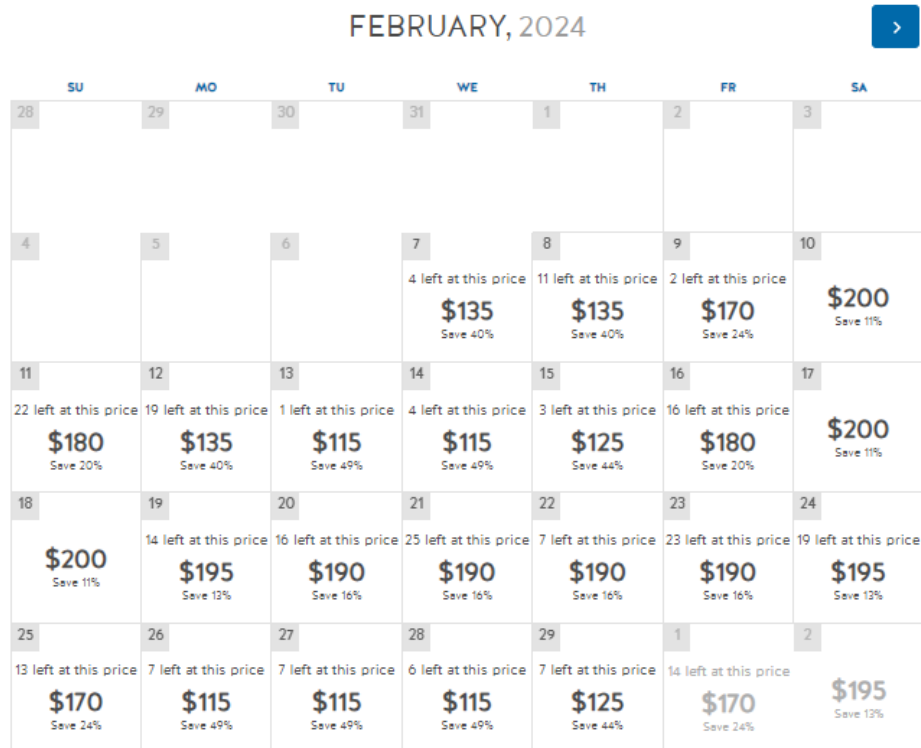 FEBRUARY, 2024
SU MO TU WE TH FR SA
28 29 30 31 1 2 3
4 5 6 7 8 9 10
4 left at this price 11 left at this price 2 left at this price
$135 $135 $170 $200
Save 40% Save 40% Save 24% Save 11%
11 12 13 14 15 16 17
22 left at this price 19 left at this price 1 left at this price 4 left at this price 3 left at this price 16 left at this price
$180 $135 $115 $115 $125 $180 $200
Save 20% Save 40% Save 49% Save 49% Save 44% Save 20% Save 11%
18 19 20 21 22 23 24
14 left at this price 16 left at this price 25 left at this price 7 left at this price 23 left at this price 19 left at this price
$200 $195 $190 $190 $190 $190 $195
Save 11% Save 13% Save 16% Save 16% Save 16% Save 16% Save 13%
25 26 27 28 29 1 2
13 left at this price 7 left at this price 7 left at this price 6 left at this price 7 left at this price 14 left at this price
$170 $115 $115 $115 $125 $170 $195
Save 24% Save 49% Save 49% Save 49% Save 44% Save 24% Save 13%